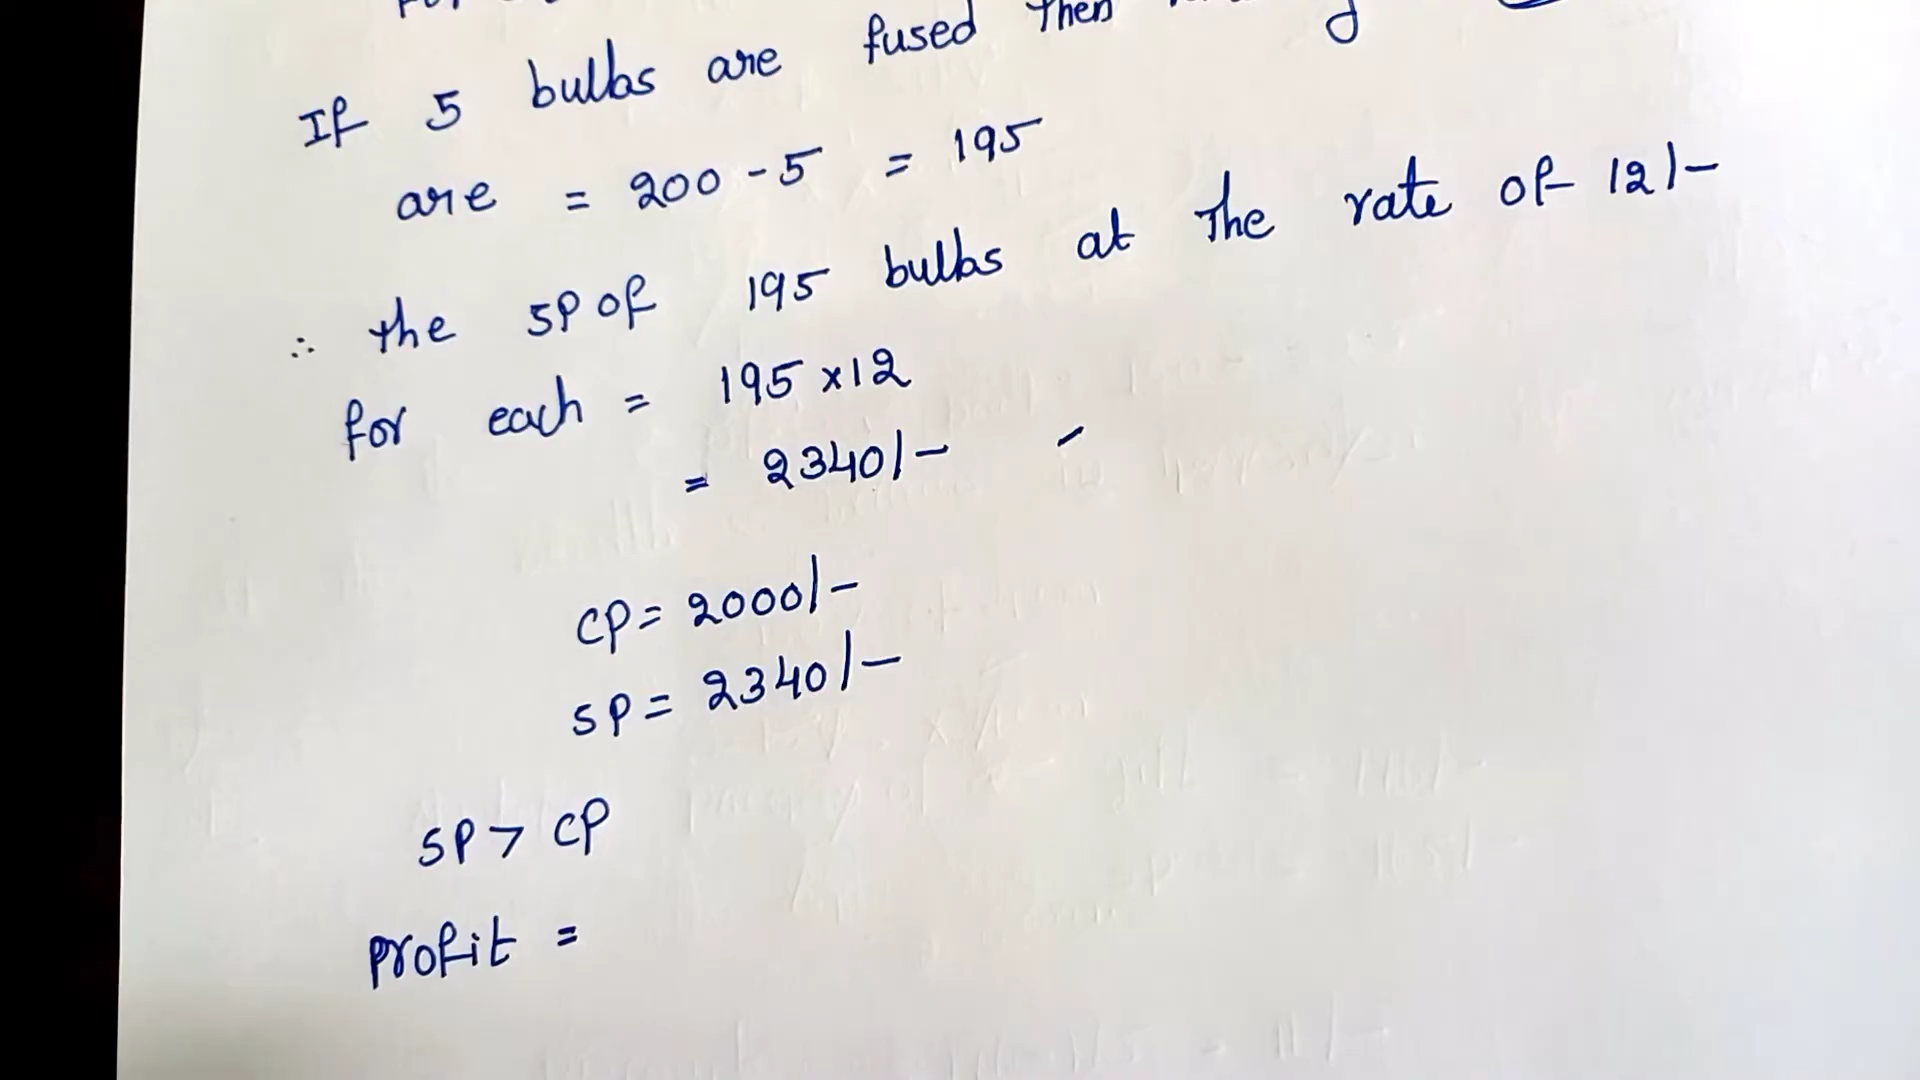 If 5 bulbs are fused then
are = 200 - 5 = 195
∴ the SP of 195 bulbs at the rate of 12/-
for each = 195 x 12
= 2340/-
CP = 2000/-
SP = 2340/-
SP > CP
Profit =